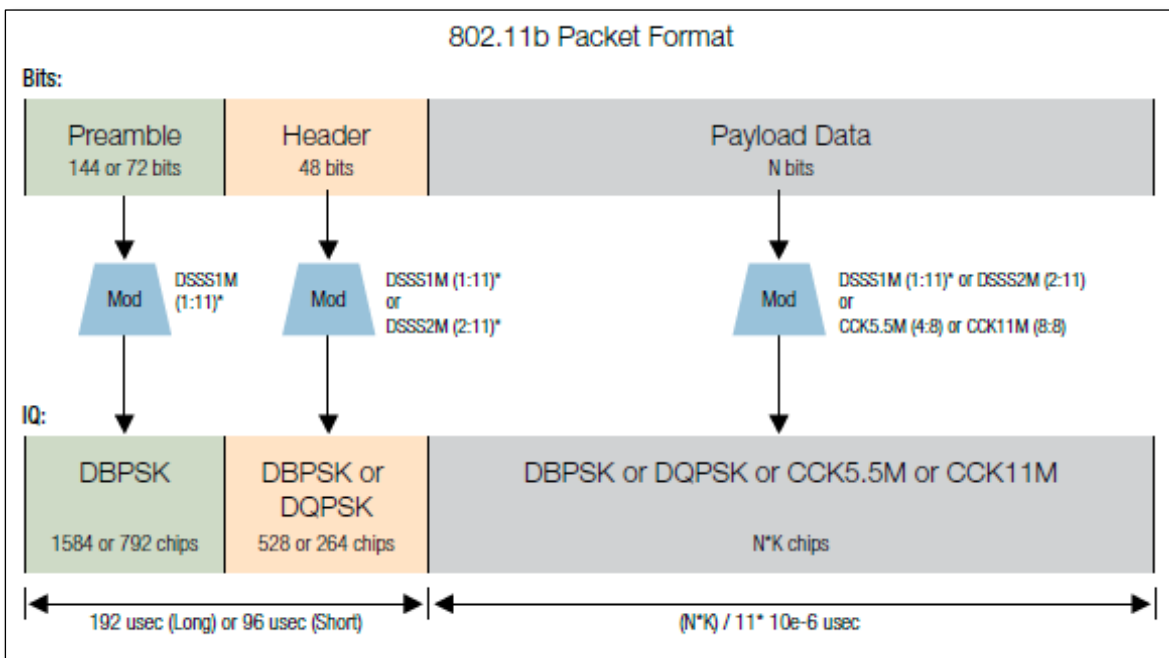 802.11b Packet Format
Bits:
Preamble
144 or 72 bits
Header
48 bits
Payload Data
N bits
Mod
DSSS1M
(1:11)*
Mod
DSSS1M (1:11)*
or
DSSS2M (2:11)*
Mod
DSSS1M (1:11)* or DSSS2M (2:11)
or
CCK5.5M (4:8) or CCK11M (8:8)
IQ:
DBPSK
1584 or 792 chips
DBPSK or
DQPSK
528 or 264 chips
DBPSK or DQPSK or CCK5.5M or CCK11M
N*K chips
192 usec (Long) or 96 usec (Short)
(N*K) / 11* 10e-6 usec